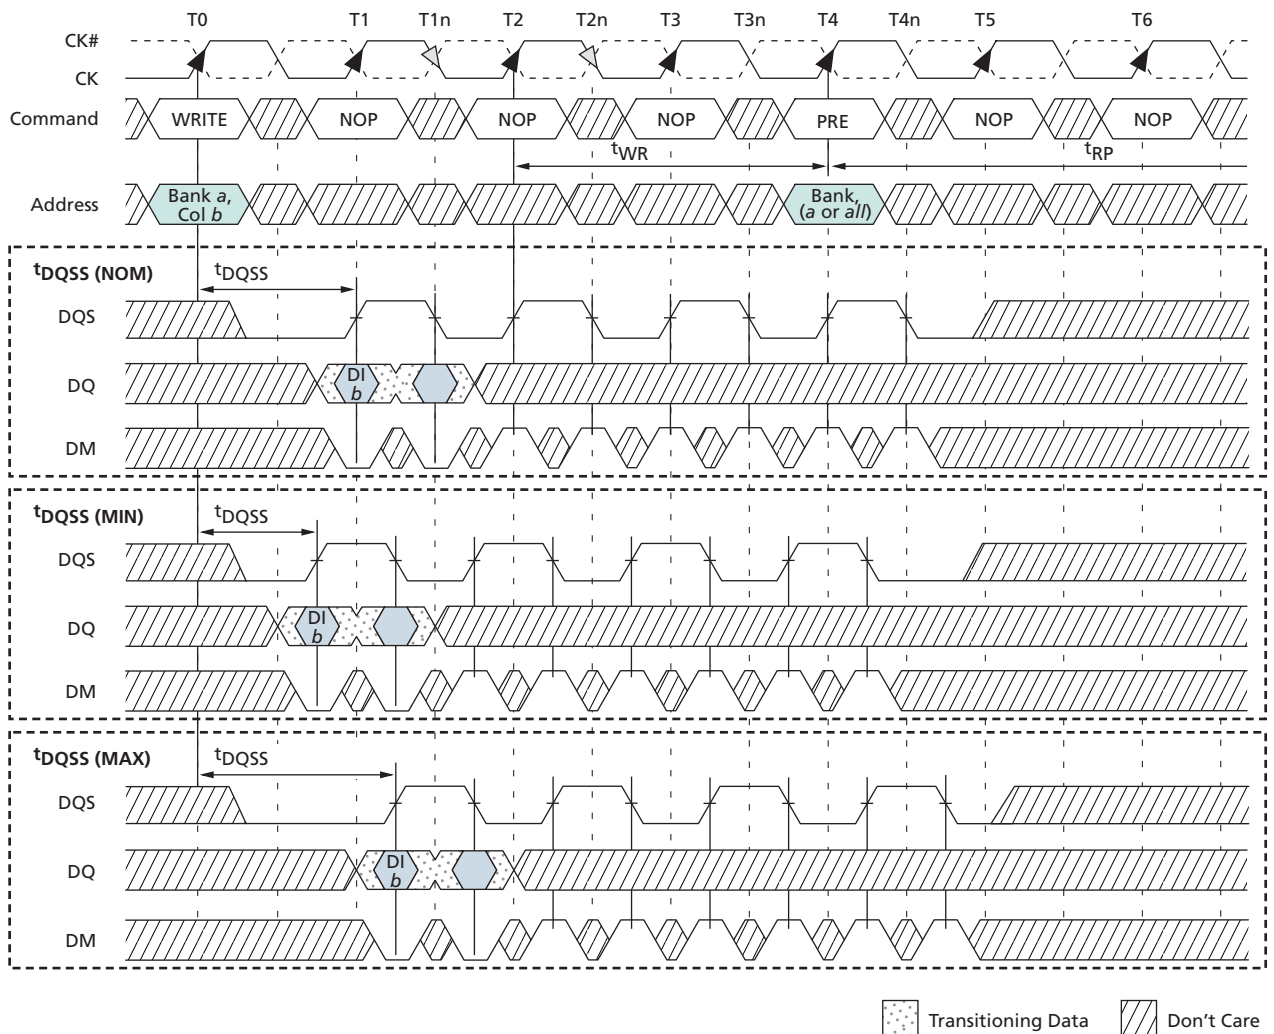 T0 T1 T1n T2 T2n T3 T3n T4 T4n T5 T6
CK#
CK
Command WRITE NOP NOP NOP PRE NOP NOP
tWR tRP
Address Bank a, Col b Bank, (a or all)
tDQSS (NOM) tDQSS
DQS
DQ DI b
DM
tDQSS (MIN) tDQSS
DQS
DQ DI b
DM
tDQSS (MAX) tDQSS
DQS
DQ DI b
DM
Transitioning Data Don't Care